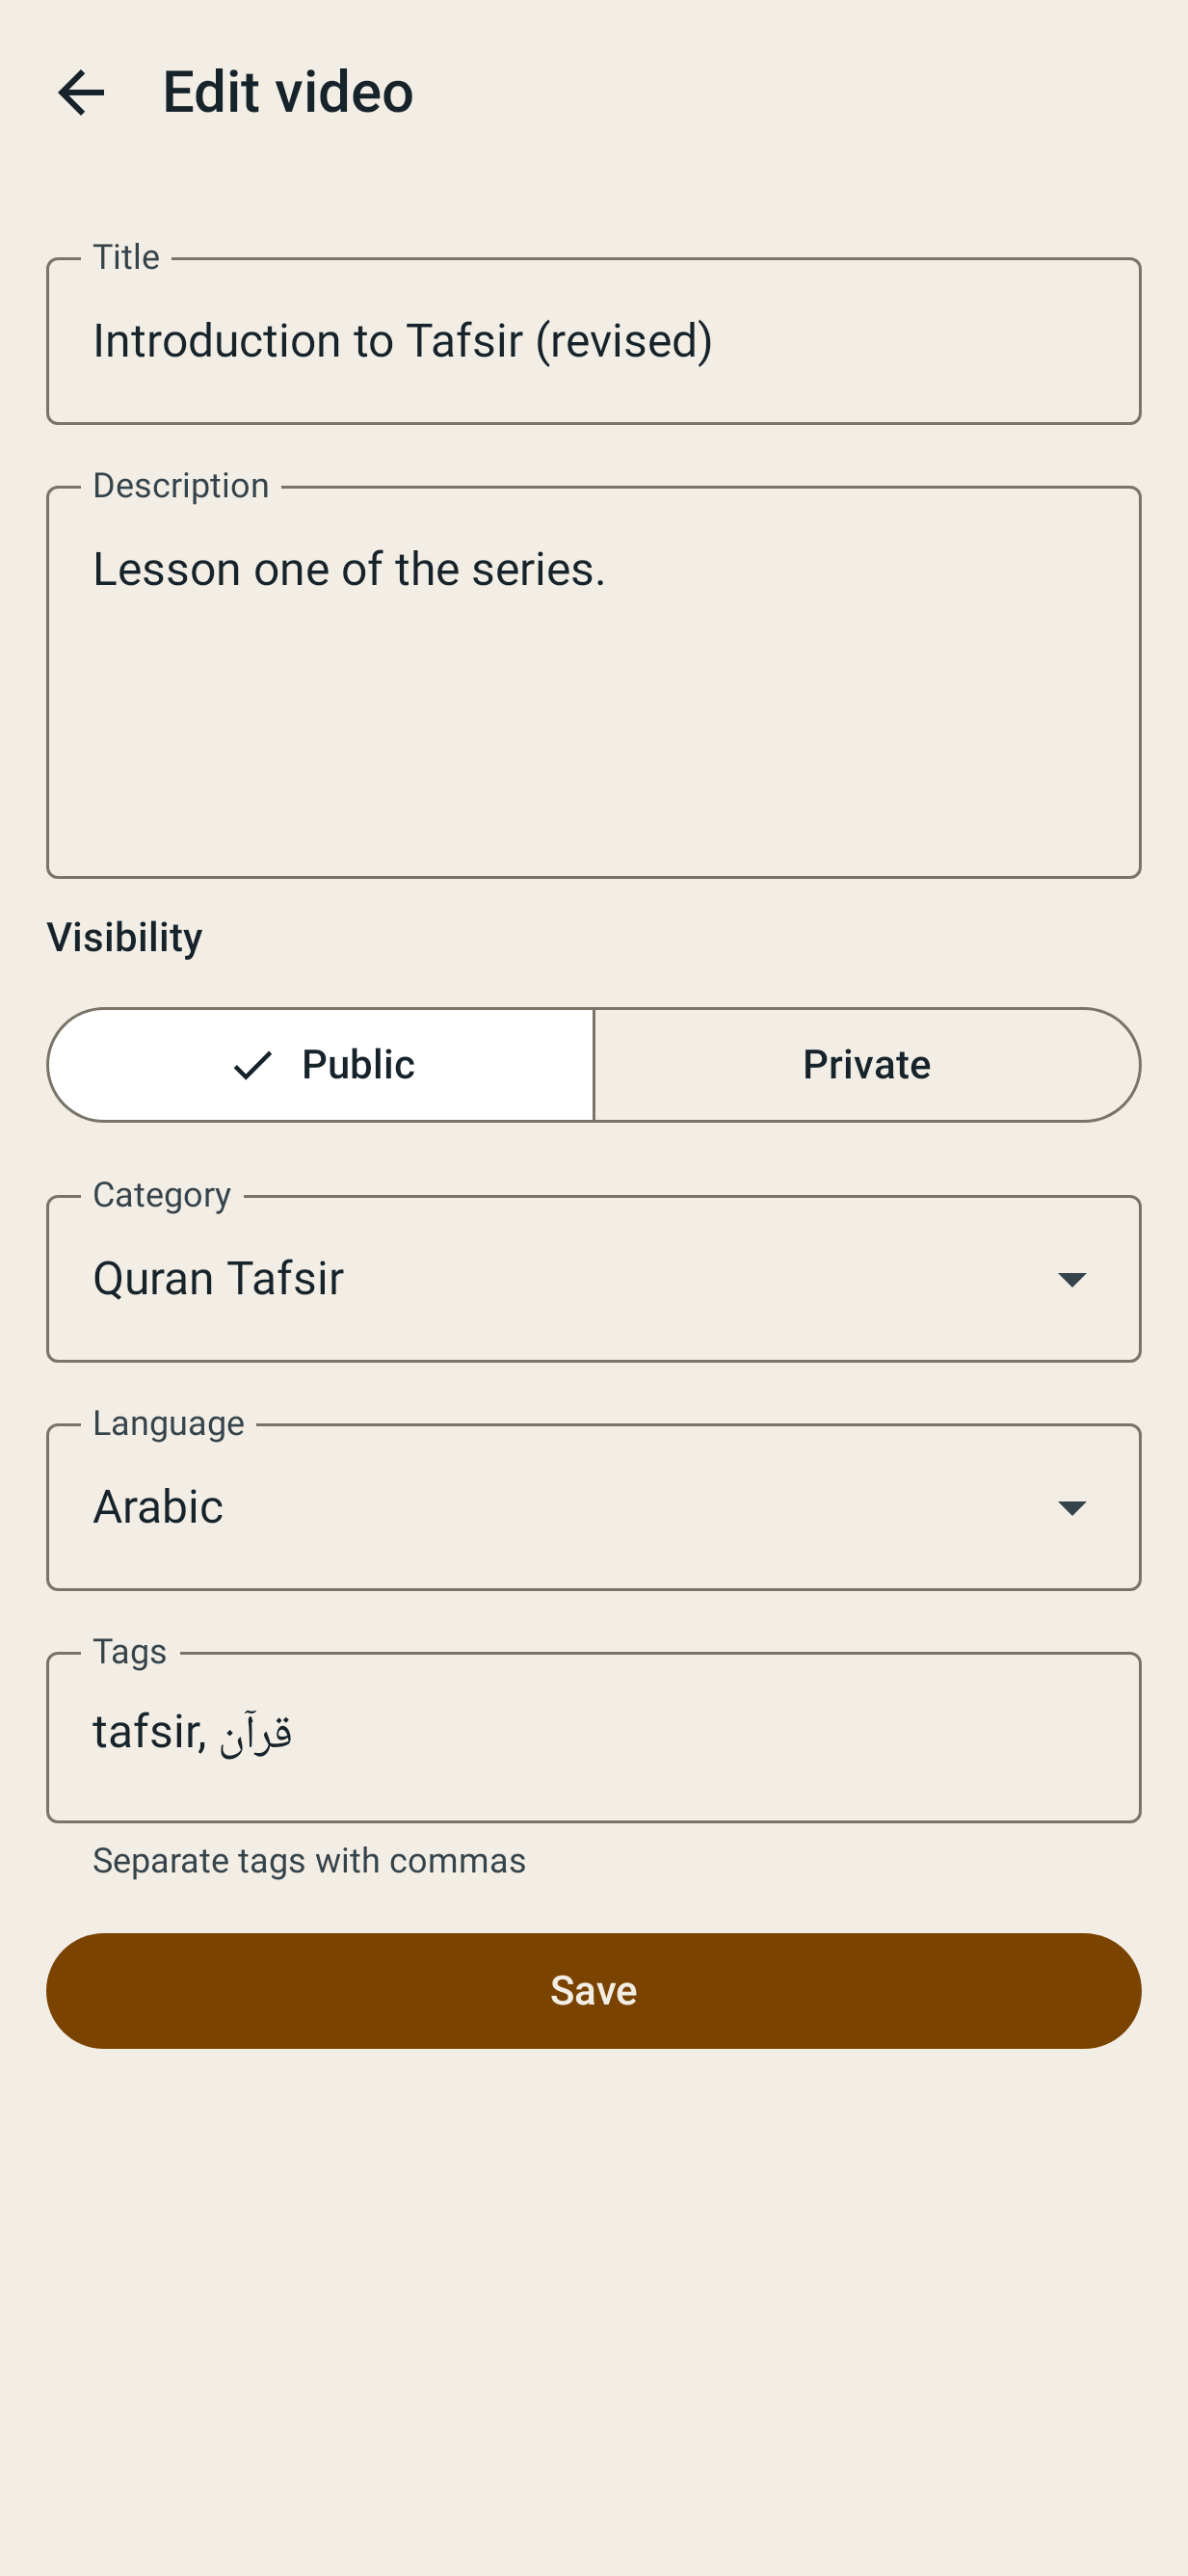 Edit video
Title
Introduction to Tafsir (revised)
Description
Lesson one of the series.
Visibility
Public
Private
Category
Quran Tafsir
Language
Arabic
Tags
tafsir, قرآن
Separate tags with commas
Save